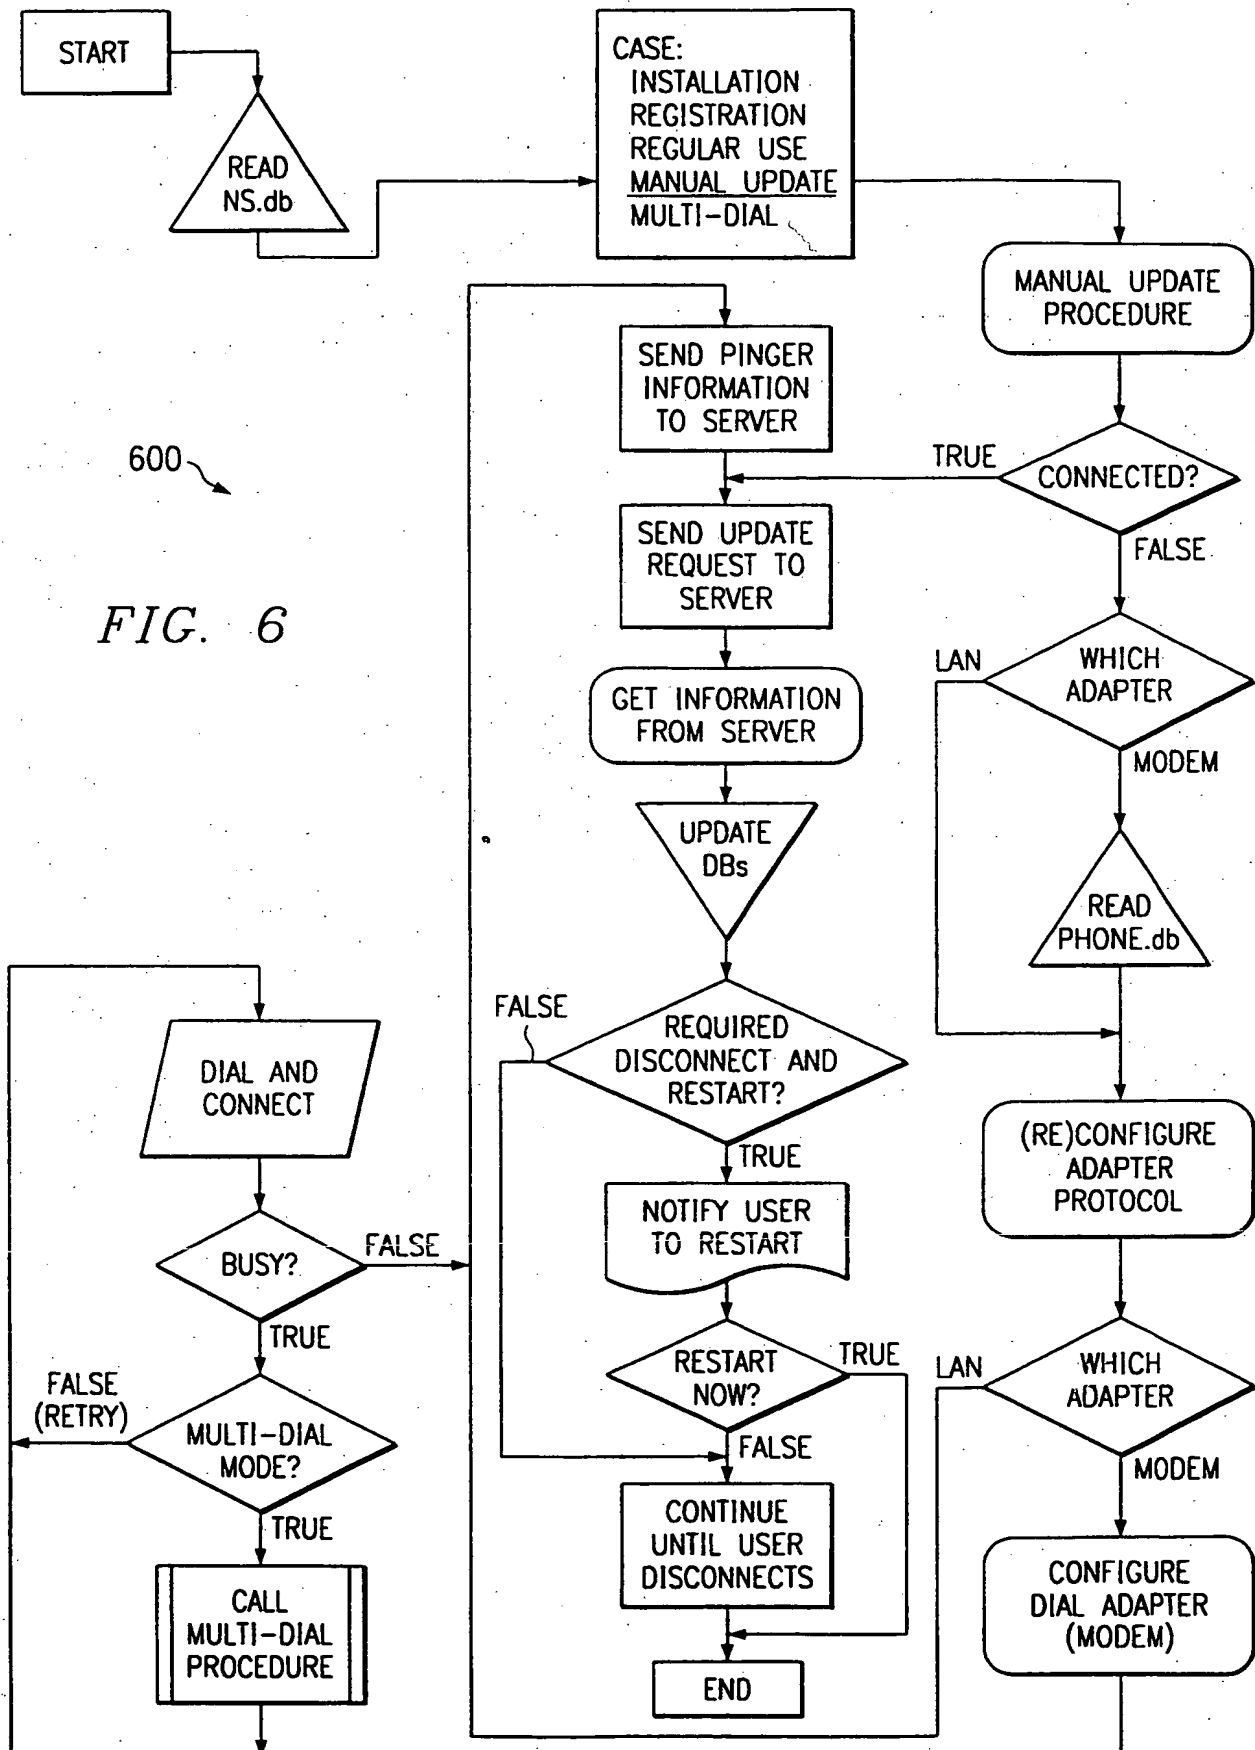 START
READ
NS.db
CASE:
INSTALLATION
REGISTRATION
REGULAR USE
MANUAL UPDATE
MULTI-DIAL
MANUAL UPDATE
PROCEDURE
SEND PINGER
INFORMATION
TO SERVER
600
TRUE
CONNECTED?
FALSE
SEND UPDATE
REQUEST TO
SERVER
FIG. 6
LAN
WHICH
ADAPTER
MODEM
GET INFORMATION
FROM SERVER
UPDATE
DBs
READ
PHONE.db
FALSE
REQUIRED
DISCONNECT AND
RESTART?
TRUE
DIAL AND
CONNECT
(RE)CONFIGURE
ADAPTER
PROTOCOL
NOTIFY USER
TO RESTART
BUSY?
FALSE
TRUE
RESTART
NOW?
TRUE
FALSE
LAN
WHICH
ADAPTER
MODEM
FALSE
(RETRY)
MULTI-DIAL
MODE?
TRUE
CONTINUE
UNTIL USER
DISCONNECTS
CONFIGURE
DIAL ADAPTER
(MODEM)
CALL
MULTI-DIAL
PROCEDURE
END